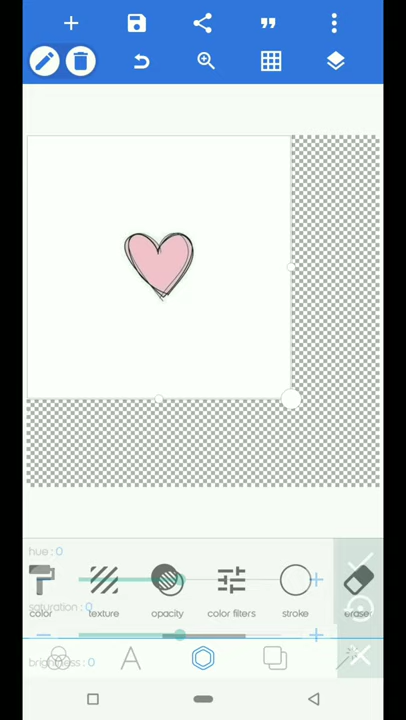 hue: 0
color texture opacity color filters stroke eraser
saturation: 0
A
brightness: 0